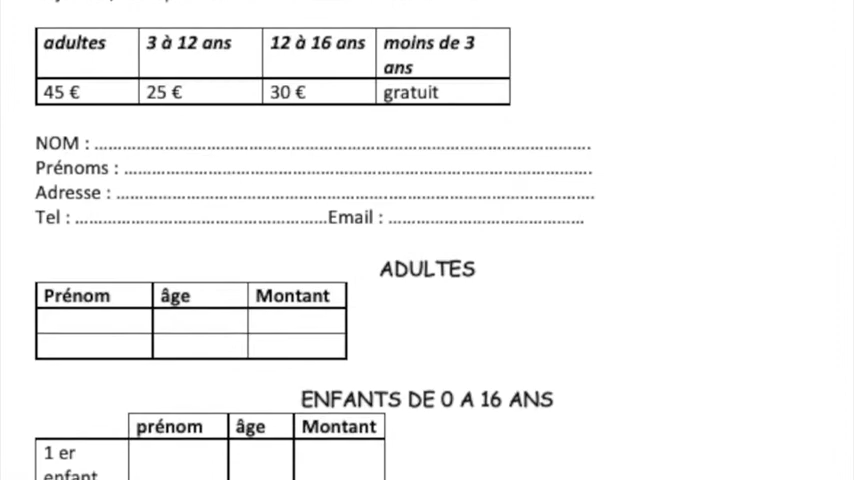 adultes 3 à 12 ans 12 à 16 ans moins de 3
ans
45 € 25 € 30 € gratuit
NOM : ……………………………………………………………………………………………
Prénoms : ………………………………………………………………………………………
Adresse : ………………………………………………………………………………………
Tel : ………………………………………………Email : ……………………………………
ADULTES
Prénom âge Montant
ENFANTS DE 0 A 16 ANS
prénom âge Montant
1 er
enfant